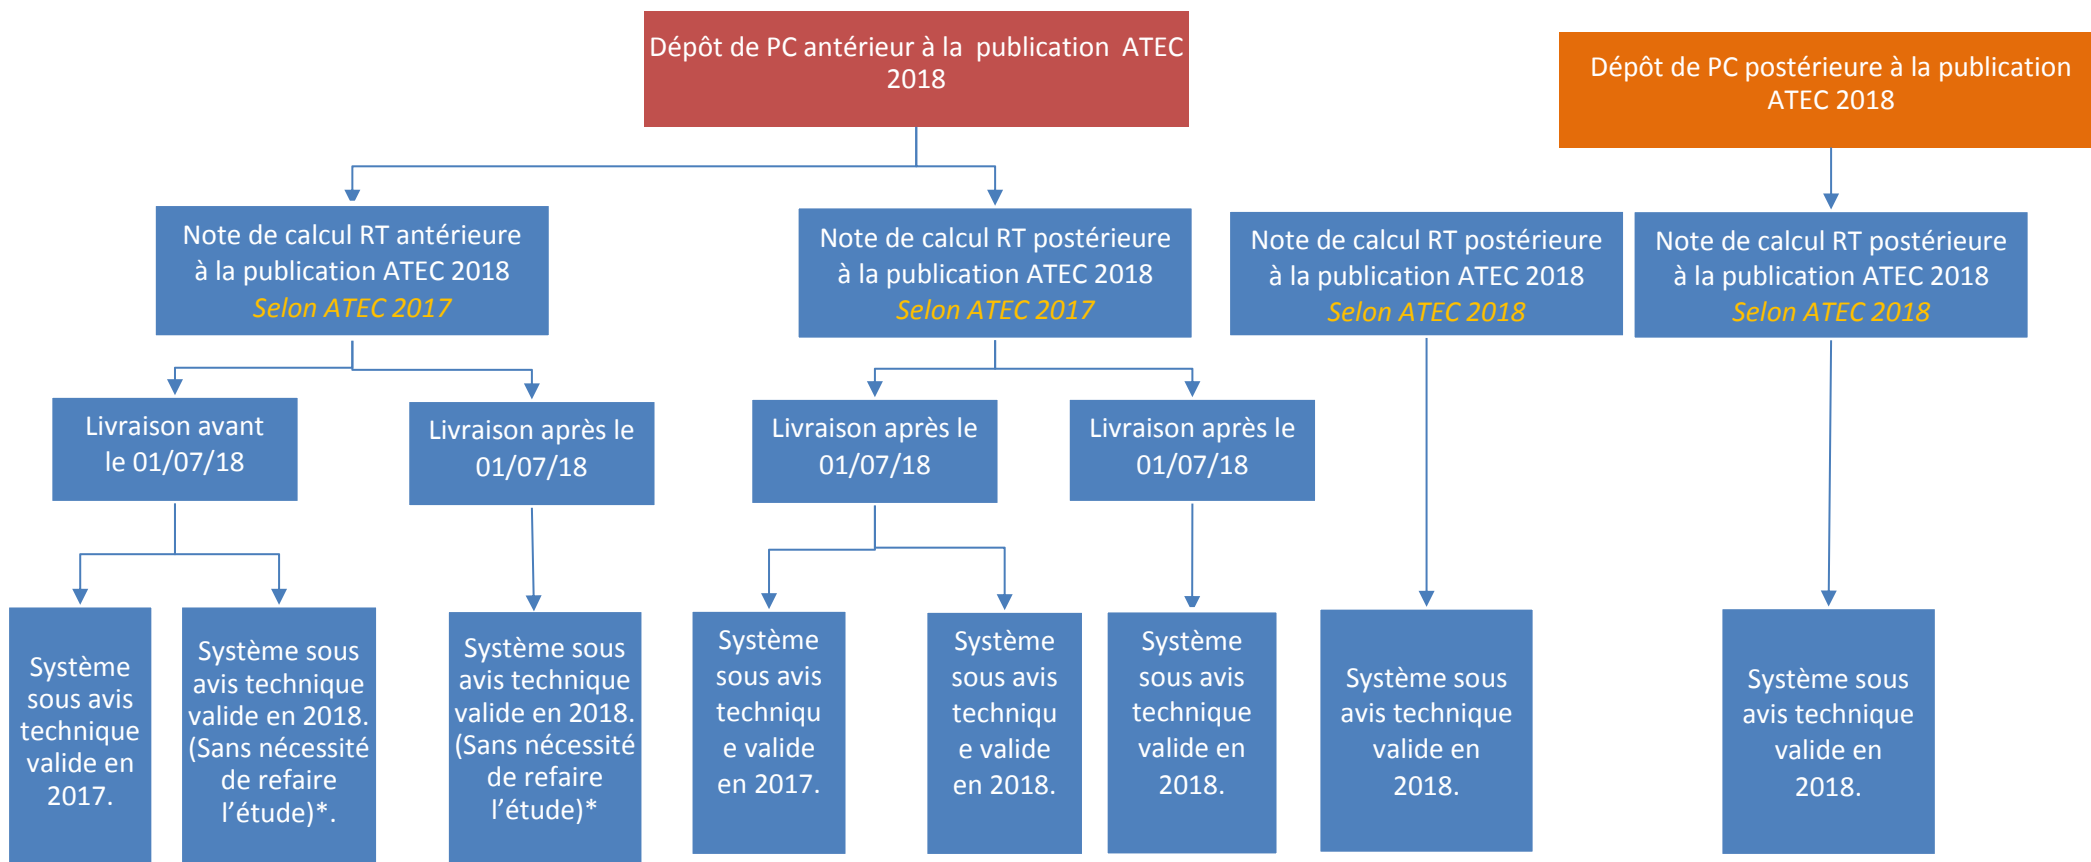 Dépôt de PC antérieur à la publication ATEC
2018
Dépôt de PC postérieure à la publication
ATEC 2018
Note de calcul RT antérieure
à la publication ATEC 2018
Selon ATEC 2017
Note de calcul RT postérieure
à la publication ATEC 2018
Selon ATEC 2017
Note de calcul RT postérieure
à la publication ATEC 2018
Selon ATEC 2018
Note de calcul RT postérieure
à la publication ATEC 2018
Selon ATEC 2018
Livraison avant
le 01/07/18
Livraison après le
01/07/18
Livraison après le
01/07/18
Livraison après le
01/07/18
Système
sous avis
technique
valide en
2017.
Système sous
avis technique
valide en 2018.
(Sans nécessité
de refaire
l’étude)*.
Système sous
avis technique
valide en 2018.
(Sans nécessité
de refaire
l’étude)*
Système
sous avis
techniqu
e valide
en 2017.
Système
sous avis
techniqu
e valide
en 2018.
Système
sous avis
technique
valide en
2018.
Système sous
avis technique
valide en
2018.
Système sous
avis technique
valide en
2018.